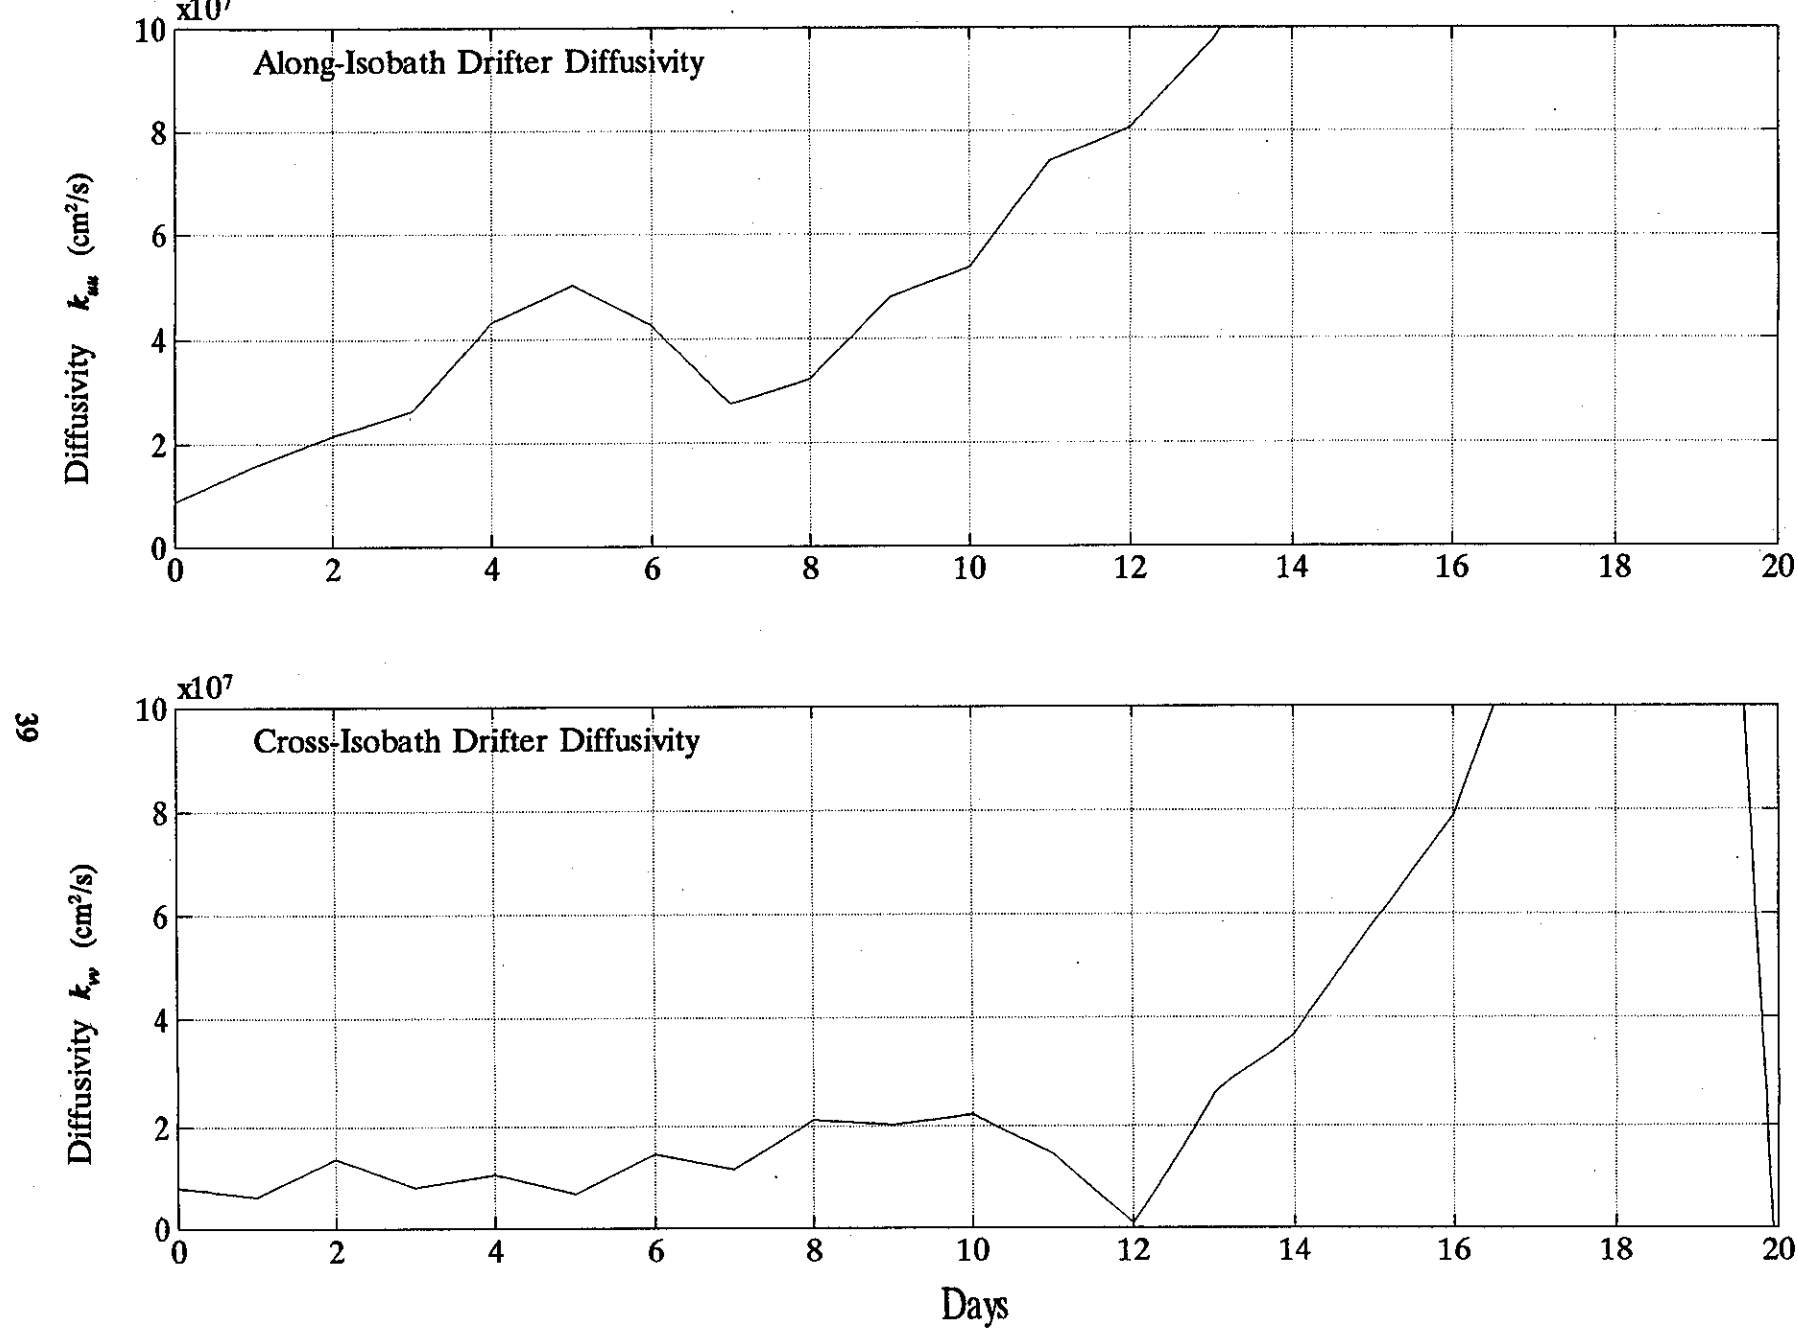 x10⁷
10
Along-Isobath Drifter Diffusivity
8
6
4
2
0
Diffusivity k_uu (cm²/s)
0 2 4 6 8 10 12 14 16 18 20
x10⁷
10
Cross-Isobath Drifter Diffusivity
8
6
4
2
0
Diffusivity k_vv (cm²/s)
0 2 4 6 8 10 12 14 16 18 20
Days
39